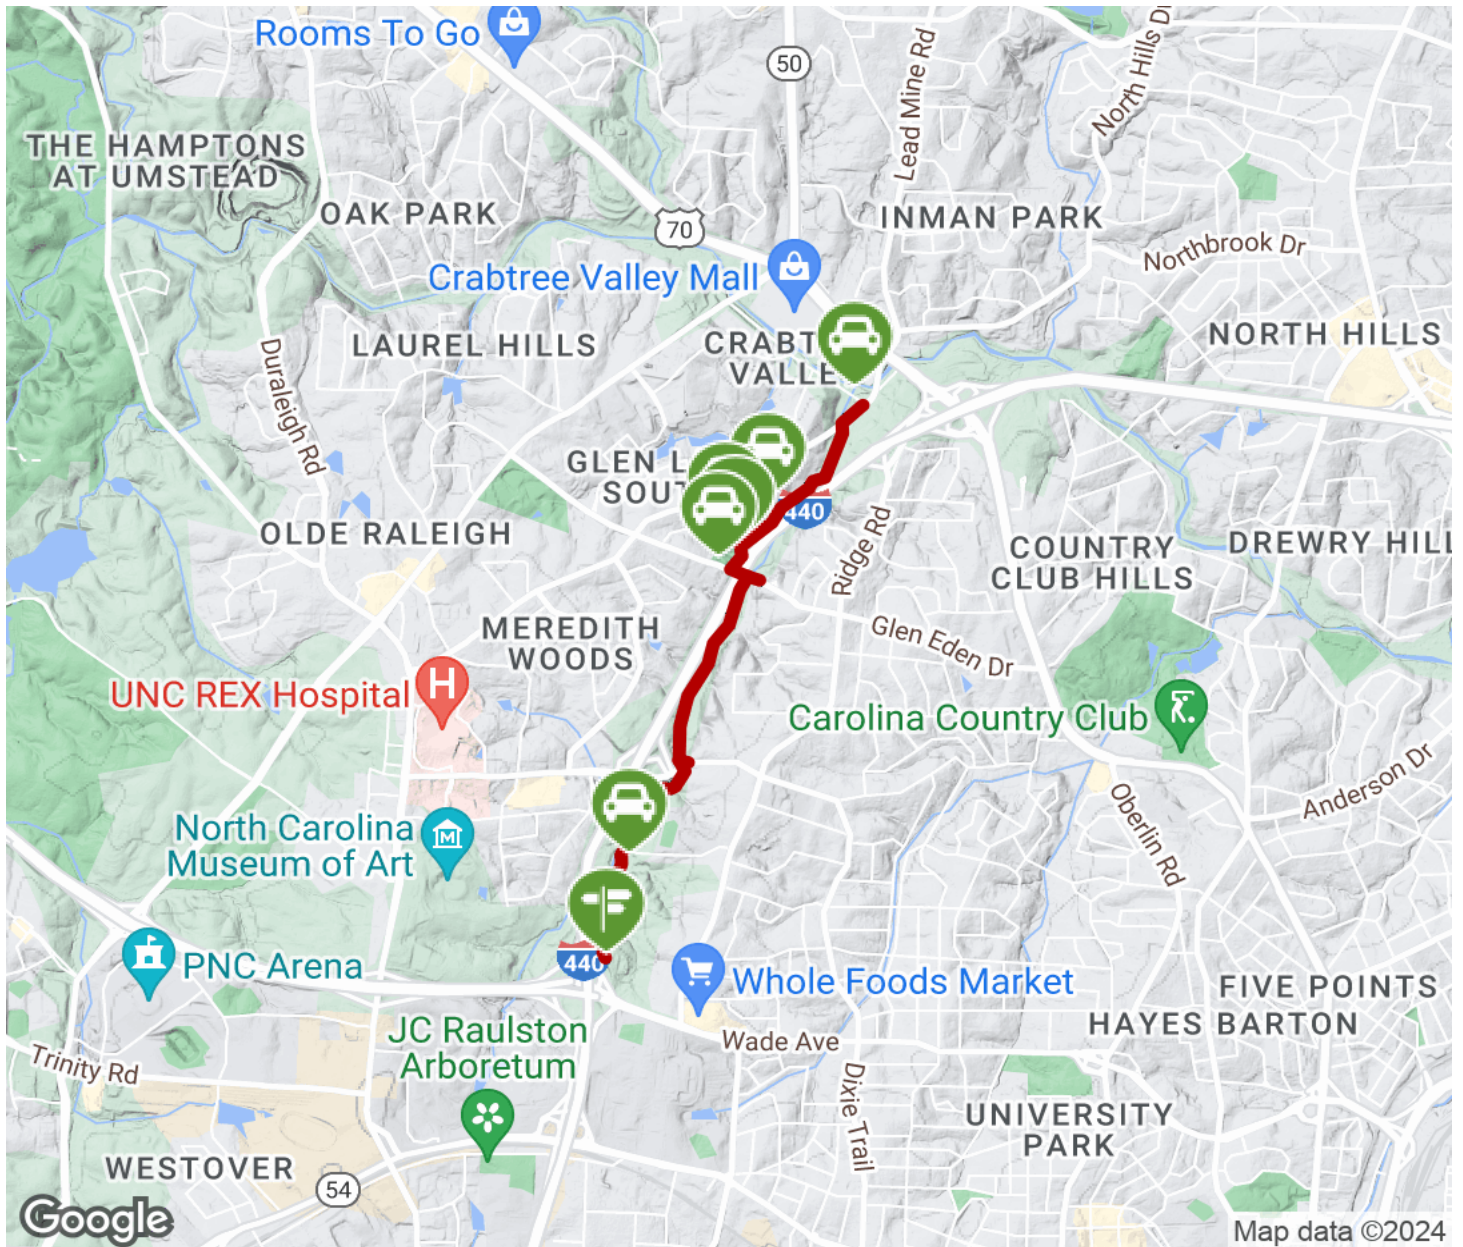 Rooms To Go
50
Lead Mine Rd
North Hills Dr
THE HAMPTONS
AT UMSTEAD
OAK PARK
70
INMAN PARK
Northbrook Dr
Crabtree Valley Mall
LAUREL HILLS
CRABT
VALLE
NORTH HILLS
Duraleigh Rd
GLEN L
SOUT
440
OLDE RALEIGH
Ridge Rd
COUNTRY
CLUB HILLS
DREWRY HILL
MEREDITH
WOODS
Glen Eden Dr
UNC REX Hospital
H
Carolina Country Club
Anderson Dr
Oberlin Rd
North Carolina
Museum of Art
M
PNC Arena
440
Whole Foods Market
FIVE POINTS
HAYES BARTON
JC Raulston
Arboretum
Wade Ave
Trinity Rd
Dixie Trail
UNIVERSITY
PARK
WESTOVER
54
Google
Map data ©2024